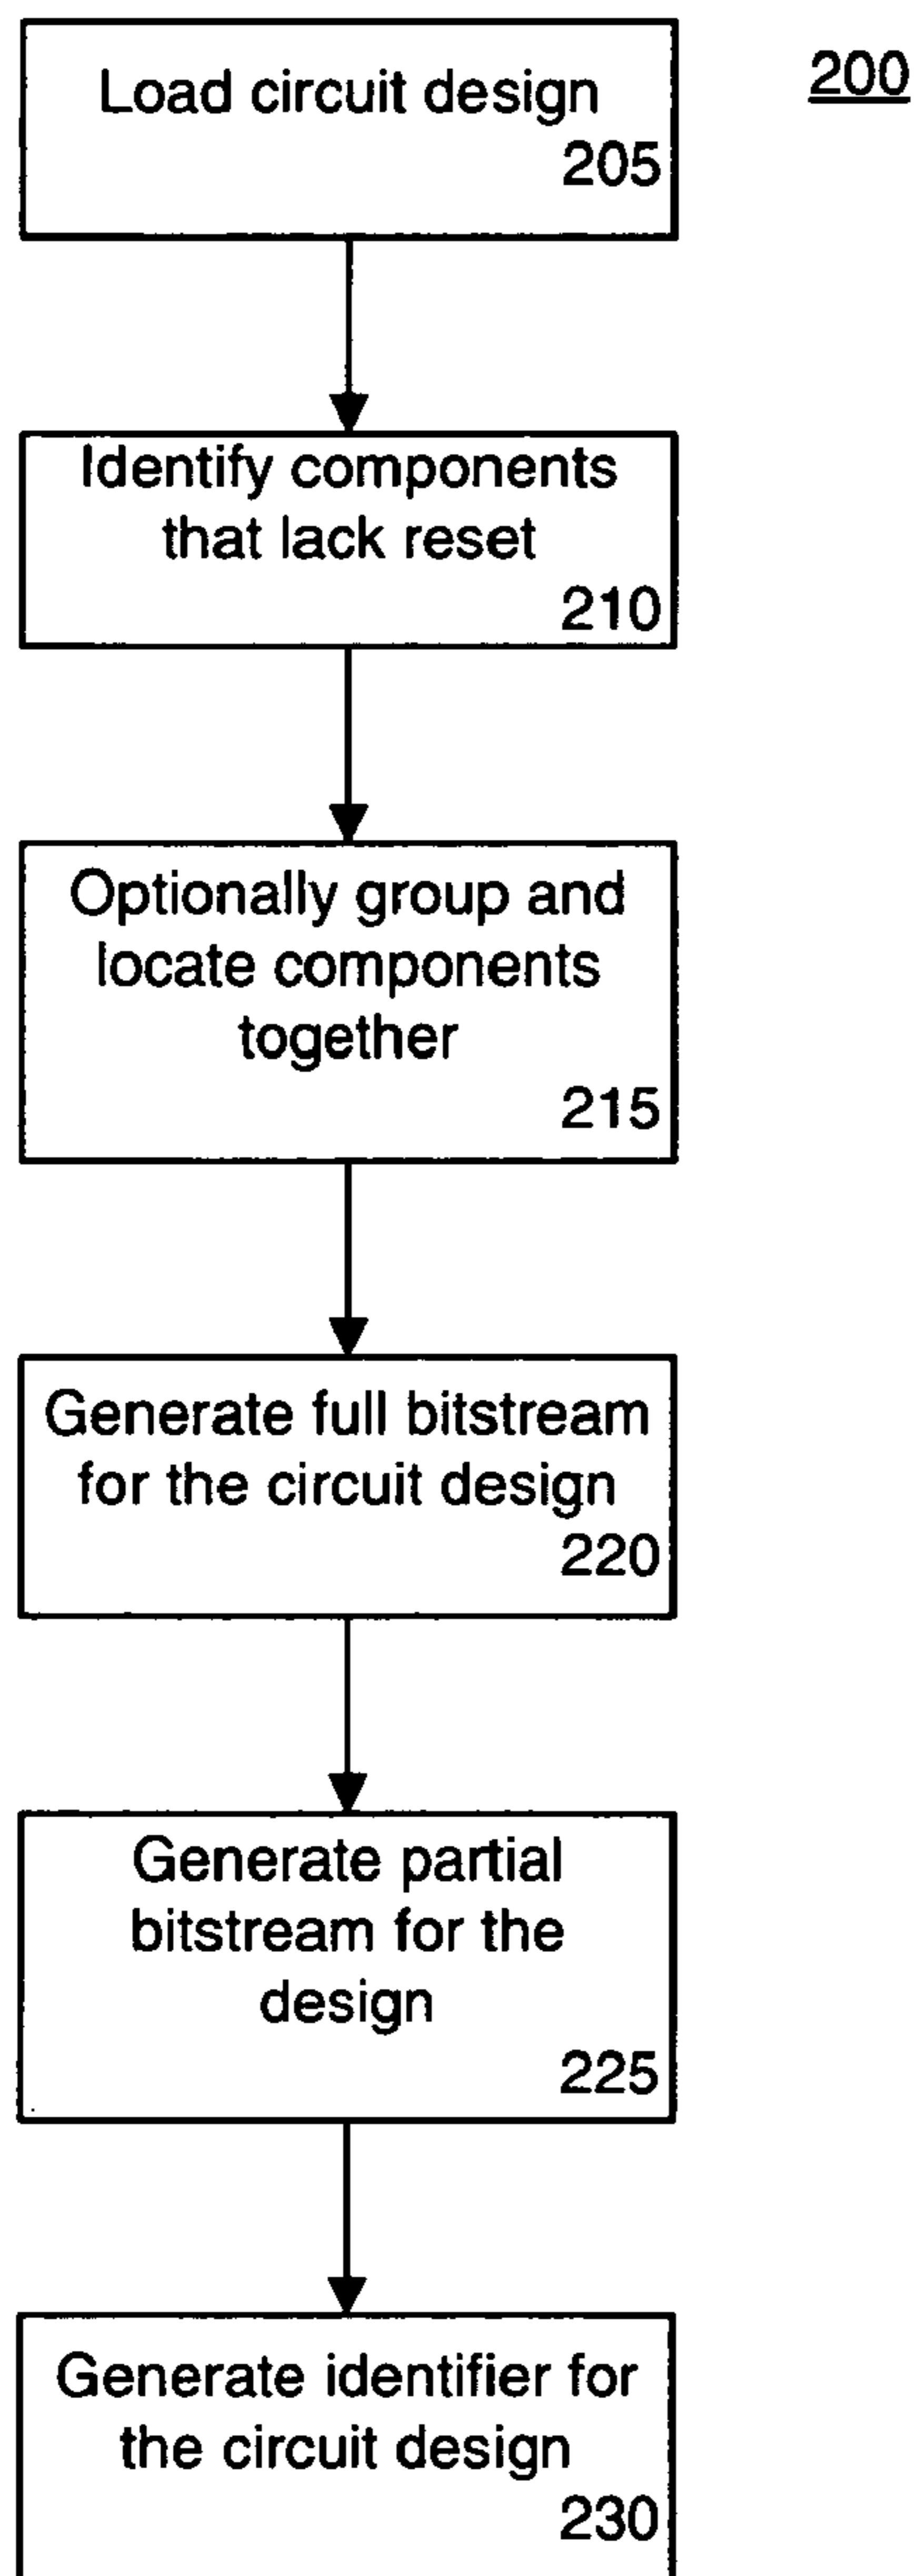 200
Load circuit design
205
Identify components
that lack reset
210
Optionally group and
locate components
together
215
Generate full bitstream
for the circuit design
220
Generate partial
bitstream for the
design
225
Generate identifier for
the circuit design
230